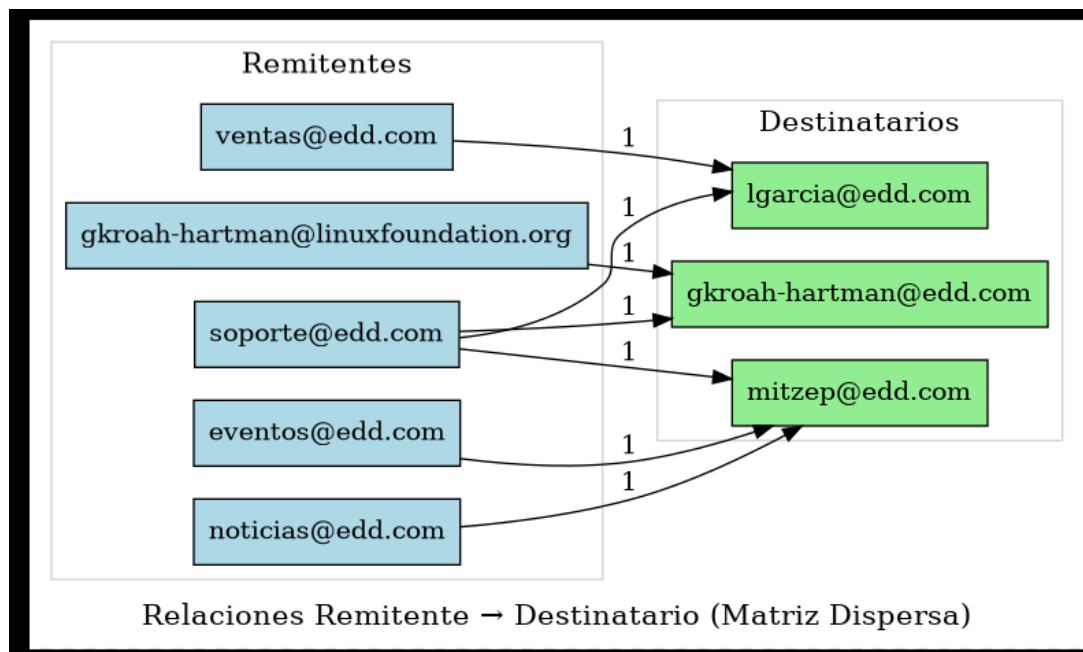 Remitentes
ventas@edd.com
gkroah-hartman@linuxfoundation.org
soporte@edd.com
eventos@edd.com
noticias@edd.com
1
1
1
1
1
1
1
Destinatarios
lgarcia@edd.com
gkroah-hartman@edd.com
mitzep@edd.com
Relaciones Remitente → Destinatario (Matriz Dispersa)